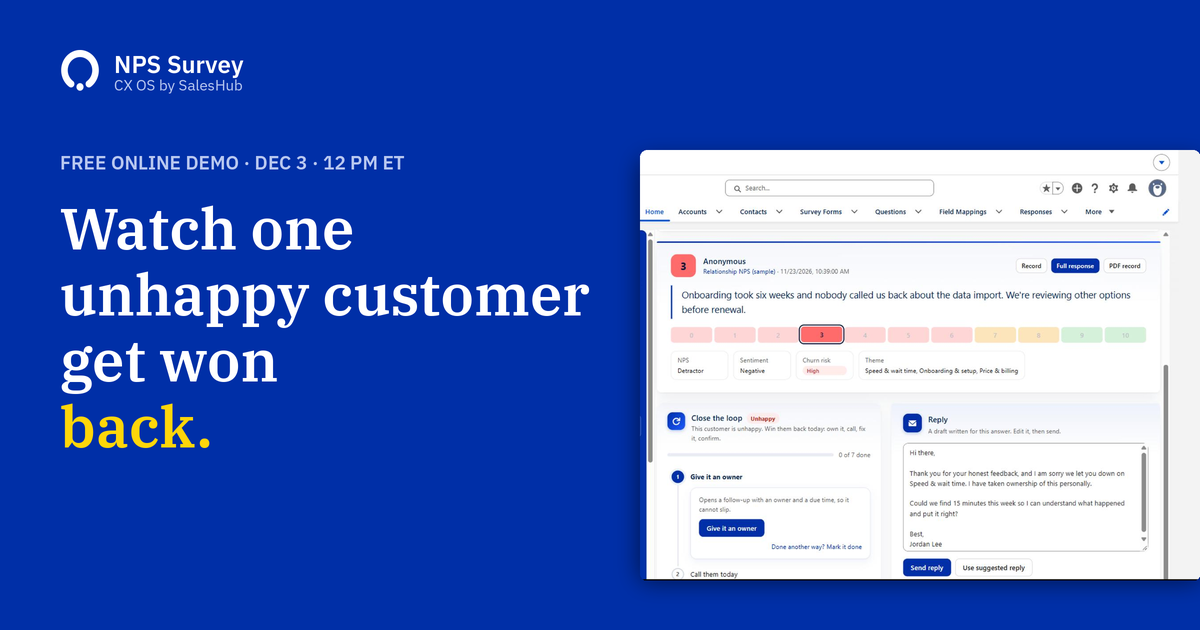 NPS Survey
CX OS by SalesHub
FREE ONLINE DEMO · DEC 3 · 12 PM ET
Watch one
unhappy customer
get won
back.
Search...
Home
Accounts
Contacts
Survey Forms
Questions
Field Mappings
Responses
More
3
Anonymous
Relationship NPS (sample) · 11/23/2026, 10:39:00 AM
Record
Full response
PDF record
Onboarding took six weeks and nobody called us back about the data import. We're reviewing other options
before renewal.
0 1 2 3 4 5 6 7 8 9 10
NPS
Detractor
Sentiment
Negative
Churn risk
High
Theme
Speed & wait time, Onboarding & setup, Price & billing
Close the loop
Unhappy
This customer is unhappy. Win them back today: own it, call, fix
it, confirm.
0 of 7 done
1
Give it an owner
Opens a follow-up with an owner and a due time, so it
cannot slip.
Give it an owner
Done another way? Mark it done
2
Call them today
Reply
A draft written for this answer. Edit it, then send.
Hi there,
Thank you for your honest feedback, and I am sorry we let you down on
Speed & wait time. I have taken ownership of this personally.
Could we find 15 minutes this week so I can understand what happened
and put it right?
Best,
Jordan Lee
Send reply
Use suggested reply